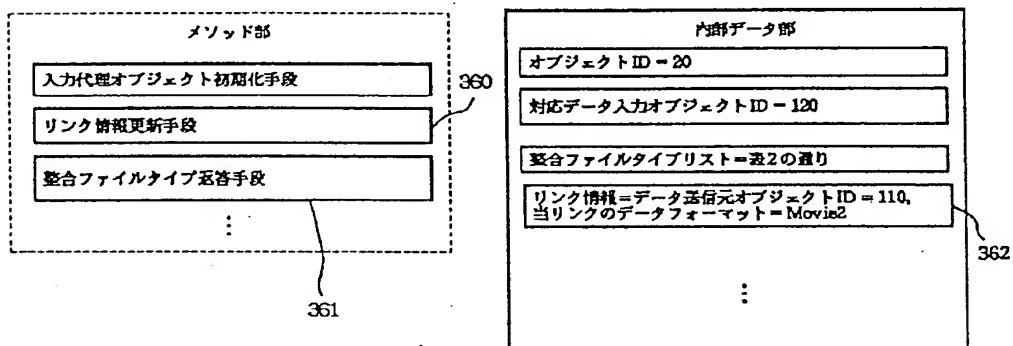 メソッド部
入力代理オブジェクト初期化手段
リンク情報更新手段
整合ファイルタイプ返答手段
⋮
360
361
内部データ部
オブジェクトID=20
対応データ入力オブジェクトID=120
整合ファイルタイプリスト=表2の通り
リンク情報=データ送信元オブジェクトID=110,
当リンクのデータフォーマット=Movie2
⋮
362